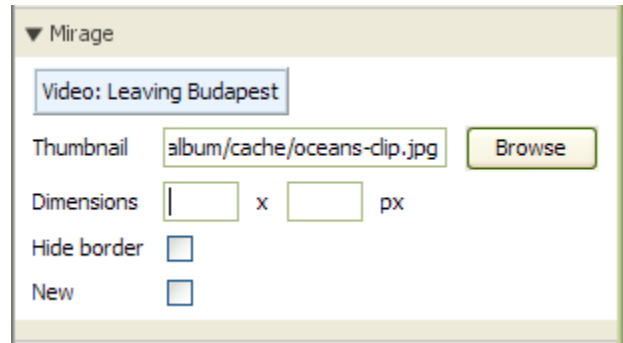 Mirage
Video: Leaving Budapest
Thumbnail album/cache/oceans-clip.jpg Browse
Dimensions x px
Hide border
New